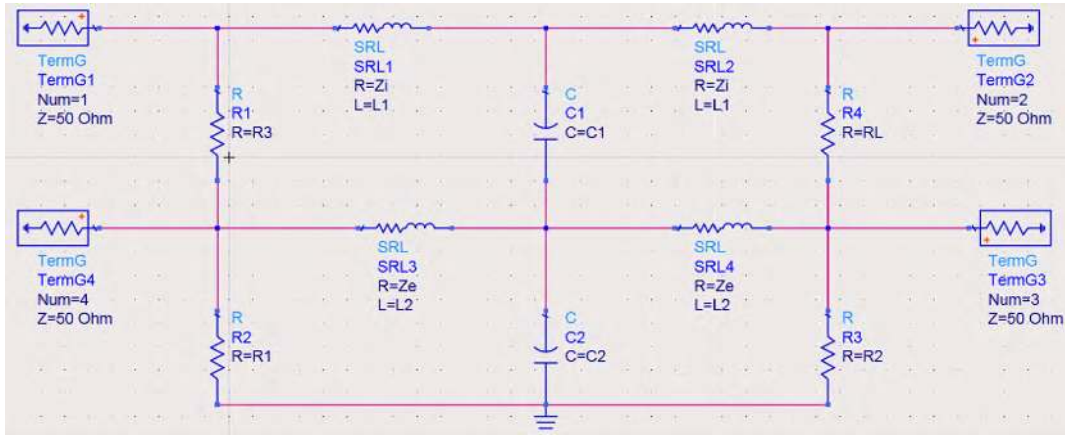 TermG
TermG1
Num=1
Z=50 Ohm
SRL
SRL1
R=Zi
L=L1
SRL
SRL2
R=Zi
L=L1
TermG
TermG2
Num=2
Z=50 Ohm
R
R1
R=R3
C
C1
C=C1
R
R4
R=RL
TermG
TermG4
Num=4
Z=50 Ohm
SRL
SRL3
R=Ze
L=L2
SRL
SRL4
R=Ze
L=L2
TermG
TermG3
Num=3
Z=50 Ohm
R
R2
R=R1
C
C2
C=C2
R
R3
R=R2